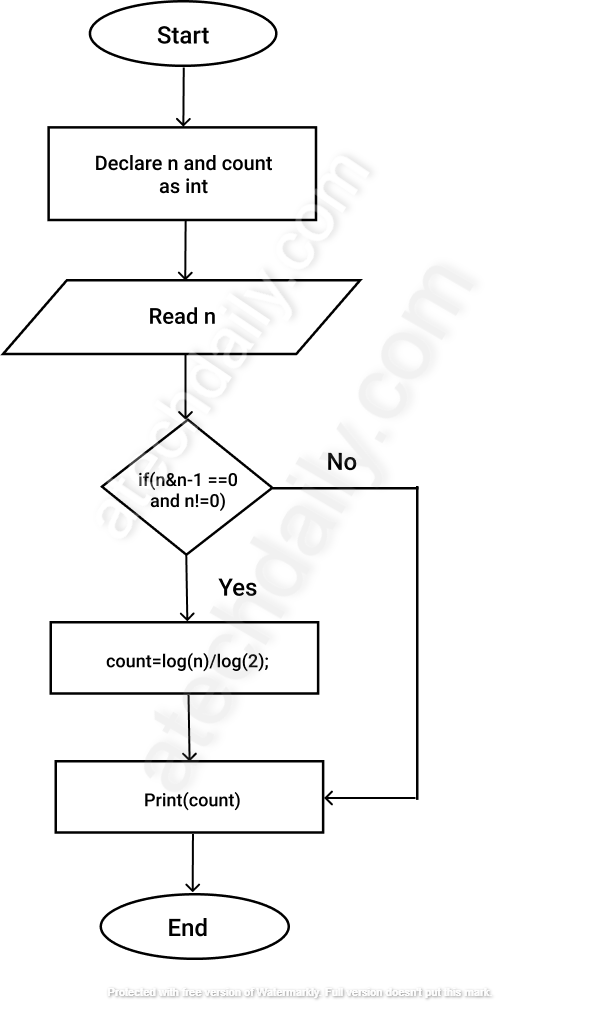 Start
Declare n and count
as int
Read n
if(n&n-1 ==0
and n!=0)
No
Yes
count=log(n)/log(2);
Print(count)
End
atechdaily.com
atechdaily.com
Protected with free version of Watermarkly. Full version doesn't put this mark.